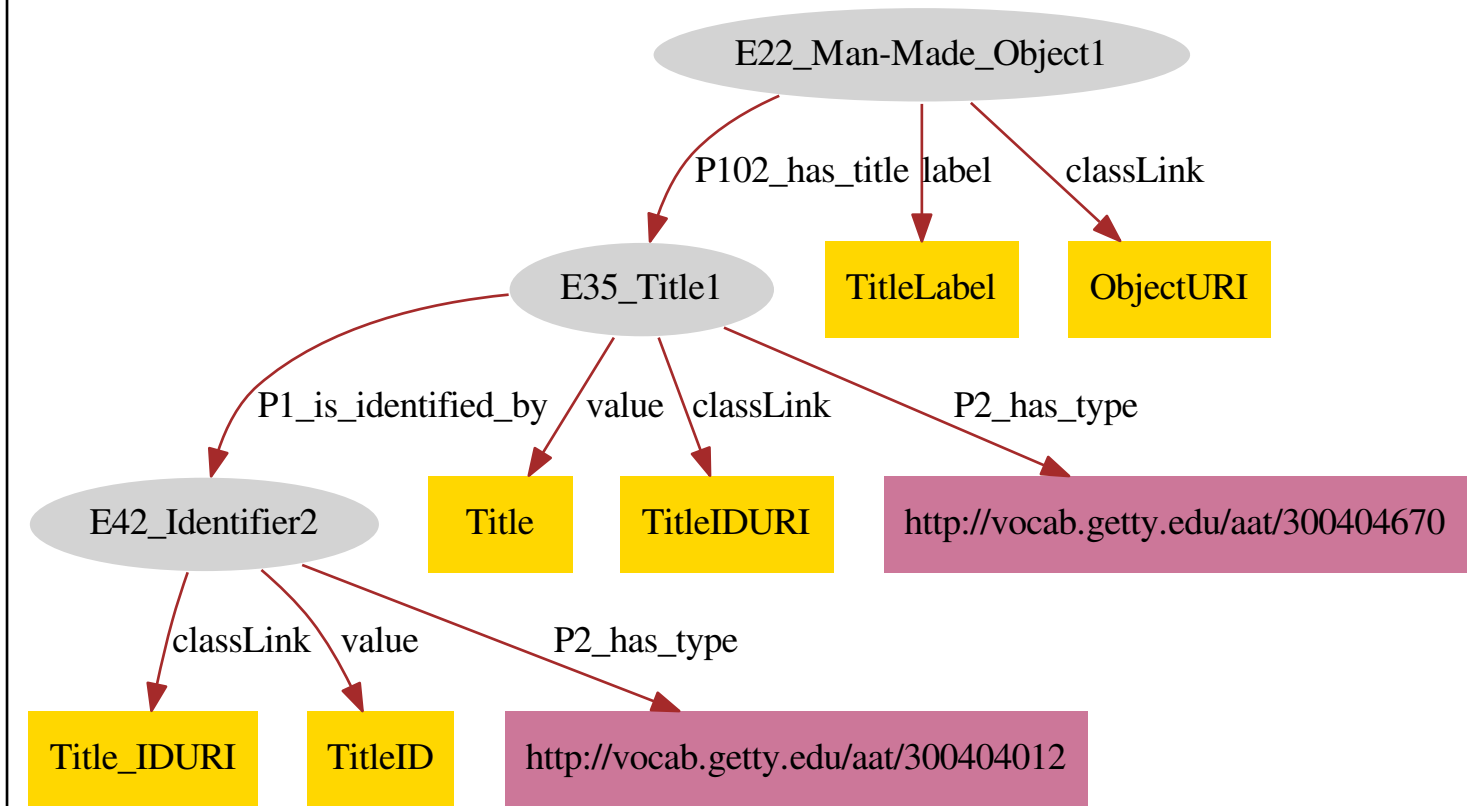 E22_Man-Made_Object1
P102_has_title label classLink
E35_Title1 TitleLabel ObjectURI
P1_is_identified_by value classLink P2_has_type
E42_Identifier2 Title TitleIDURI http://vocab.getty.edu/aat/300404670
classLink value P2_has_type
Title_IDURI TitleID http://vocab.getty.edu/aat/300404012